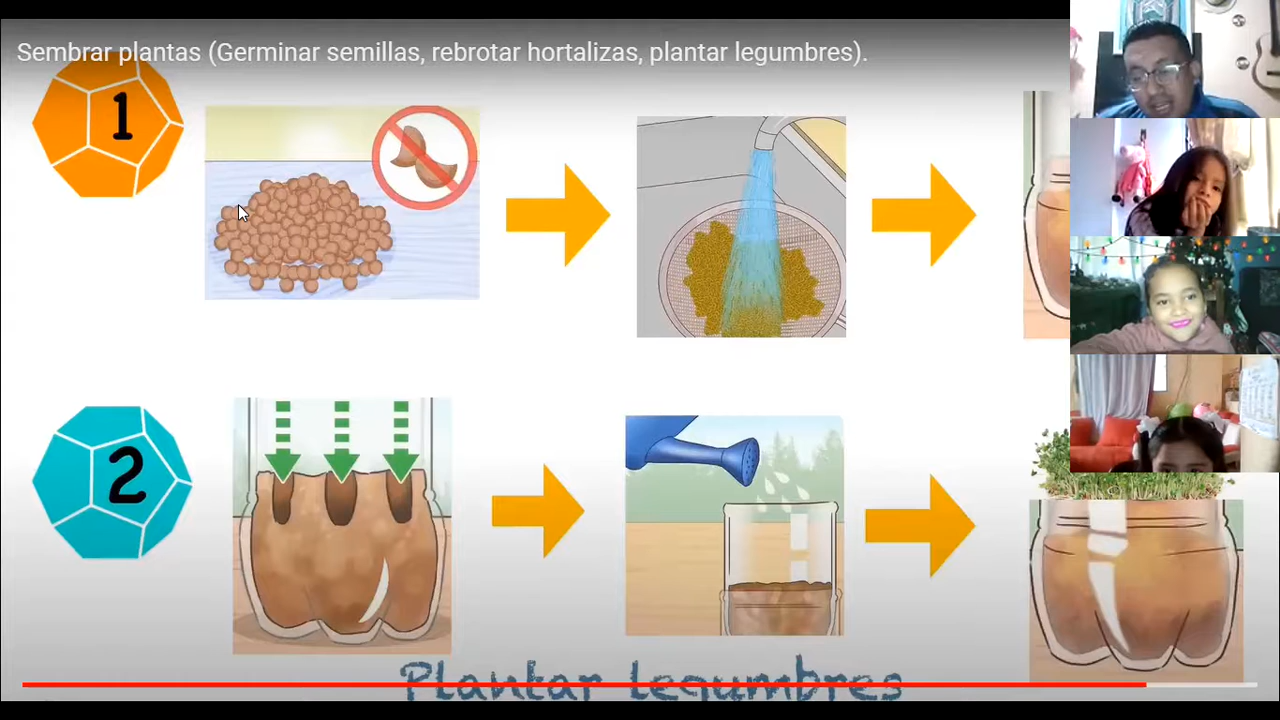 Sembrar plantas (Germinar semillas, rebrotar hortalizas, plantar legumbres).
1
2
Plantar legumbres